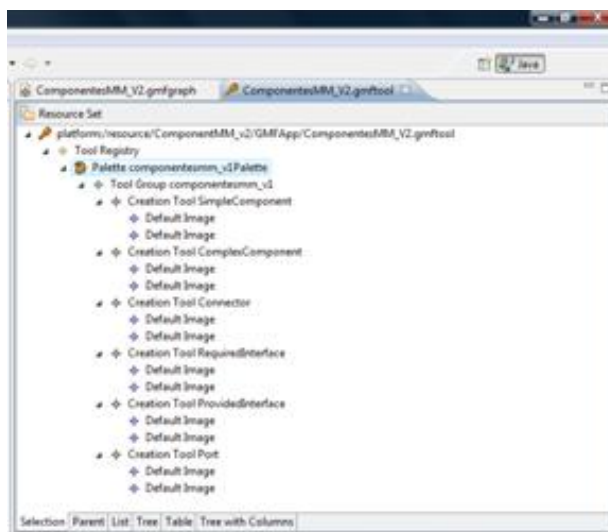 Java
ComponentesMM_V2.gmfgraph
ComponentesMM_V2.gmftool
Resource Set
platform:/resource/ComponentMM_v2/GMFApp/ComponentesMM_V2.gmftool
Tool Registry
Palette componentesmm_v1Palette
Tool Group componentesmm_v1
Creation Tool SimpleComponent
Default Image
Default Image
Creation Tool ComplexComponent
Default Image
Default Image
Creation Tool Connector
Default Image
Default Image
Creation Tool RequiredInterface
Default Image
Default Image
Creation Tool ProvidedInterface
Default Image
Default Image
Creation Tool Port
Default Image
Default Image
Selection Parent List Tree Table Tree with Columns